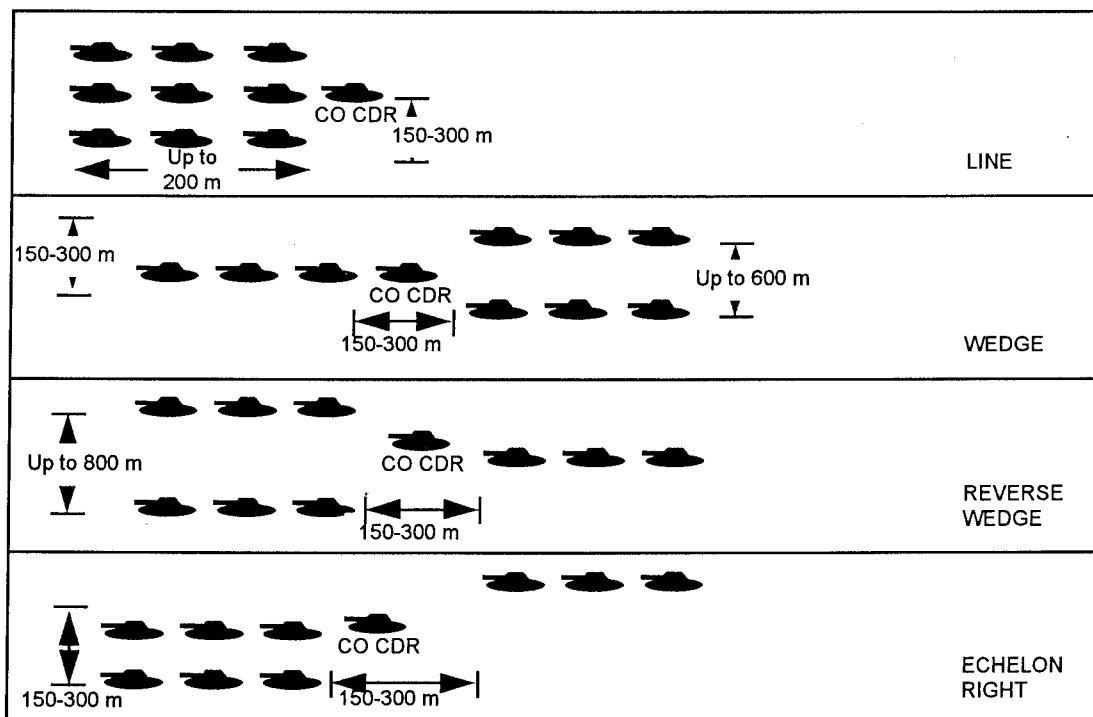 CO CDR
150-300 m
Up to
200 m
LINE
150-300 m
CO CDR
Up to 600 m
150-300 m
WEDGE
Up to 800 m
CO CDR
150-300 m
REVERSE
WEDGE
CO CDR
150-300 m
150-300 m
ECHELON
RIGHT